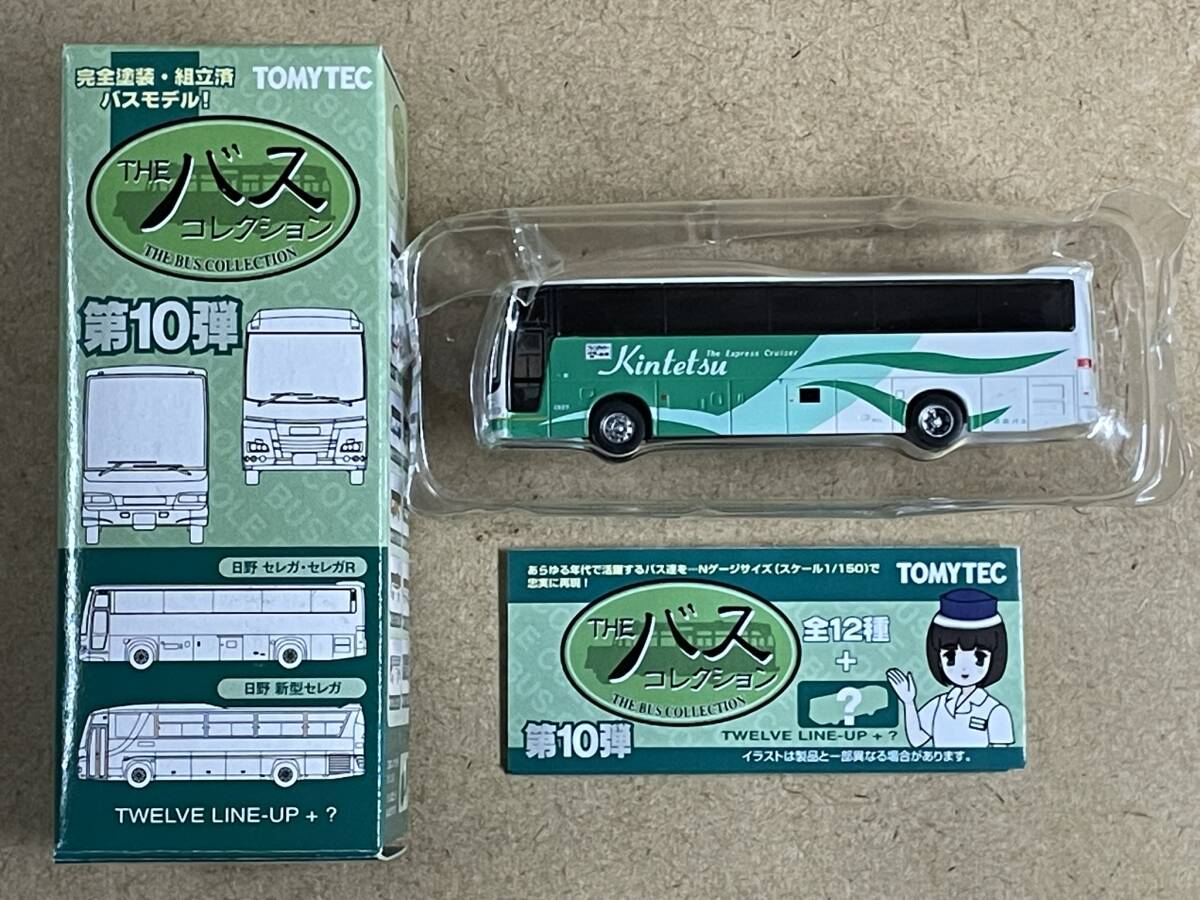 完全塗装・組立済
バスモデル!
TOMYTEC
THE バス
コレクション
THE BUS COLLECTION
第10弾
日野 セレガ・セレガR
日野 新型セレガ
TWELVE LINE-UP + ?
Kintetsu
The Express Cruiser
あらゆる年代で活躍するバス達を…Nゲージサイズ(スケール1/150)で
忠実に再現!
TOMYTEC
THE バス
コレクション
THE BUS COLLECTION
全12種
+
?
第10弾
TWELVE LINE-UP + ?
イラストは製品と一部異なる場合があります。